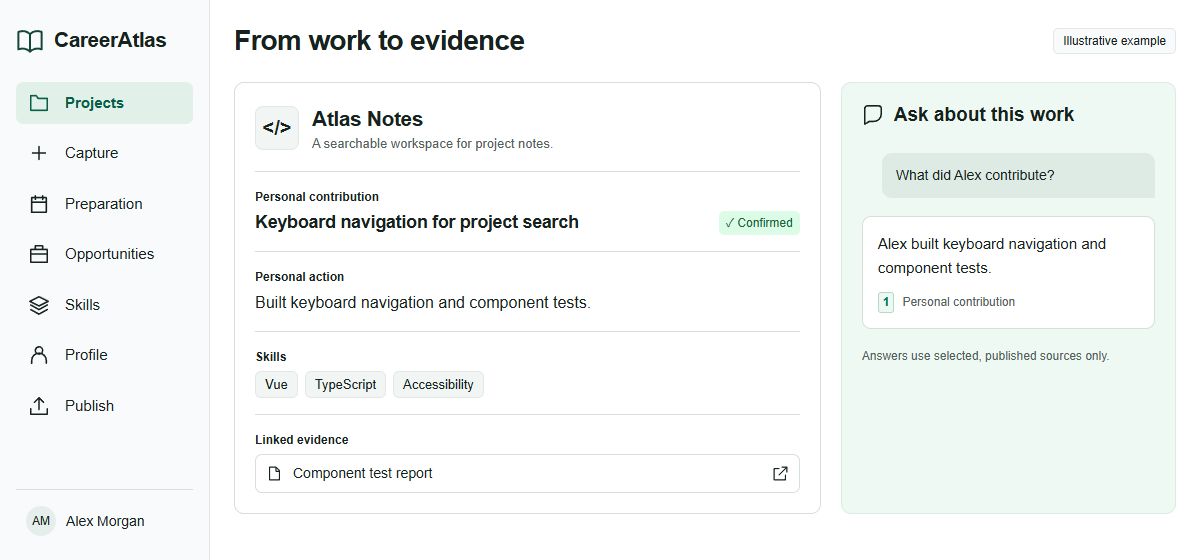 CareerAtlas
Projects
Capture
Preparation
Opportunities
Skills
Profile
Publish
AM
Alex Morgan
From work to evidence
Illustrative example
</>
Atlas Notes
A searchable workspace for project notes.
Personal contribution
Keyboard navigation for project search
✓ Confirmed
Personal action
Built keyboard navigation and component tests.
Skills
Vue
TypeScript
Accessibility
Linked evidence
Component test report
Ask about this work
What did Alex contribute?
Alex built keyboard navigation and
component tests.
1 Personal contribution
Answers use selected, published sources only.